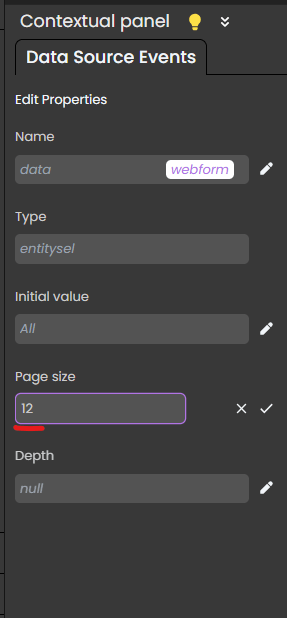 Contextual panel
Data Source Events
Edit Properties
Name
data webform
Type
entitysel
Initial value
All
Page size
12
Depth
null